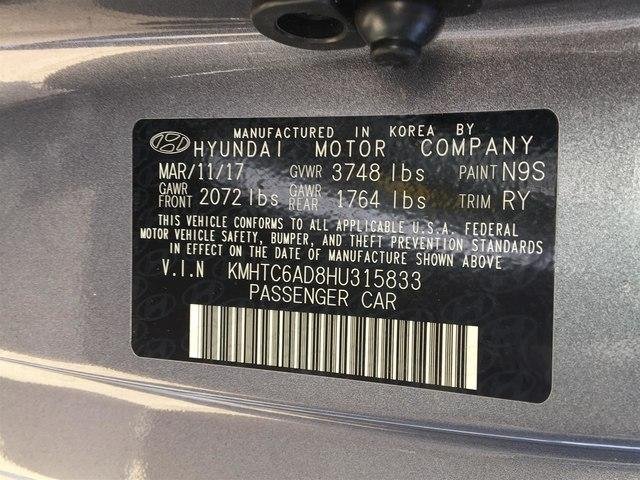 MANUFACTURED IN KOREA BY
HYUNDAI MOTOR COMPANY
MAR/11/17 GVWR 3748 lbs PAINT N9S
GAWR FRONT 2072 lbs GAWR REAR 1764 lbs TRIM RY
THIS VEHICLE CONFORMS TO ALL APPLICABLE U.S.A. FEDERAL
MOTOR VEHICLE SAFETY, BUMPER, AND THEFT PREVENTION STANDARDS
IN EFFECT ON THE DATE OF MANUFACTURE SHOWN ABOVE
V.I.N KMHTC6AD8HU315833
PASSENGER CAR